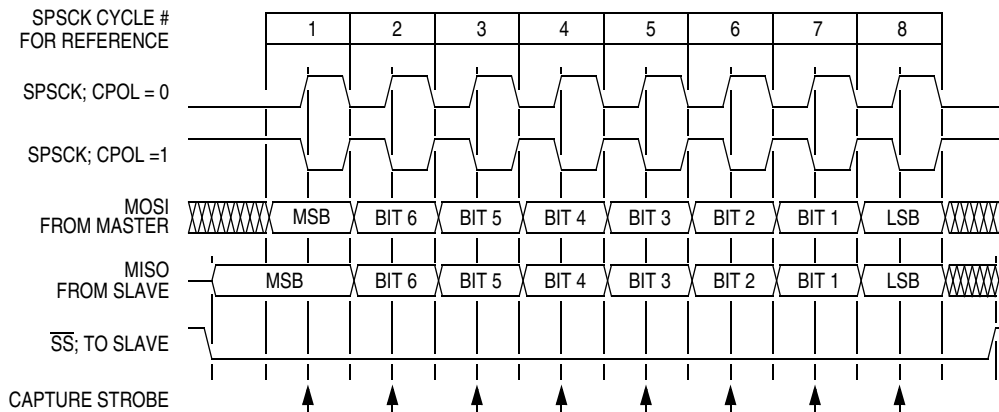 SPSCK CYCLE #
FOR REFERENCE
1 2 3 4 5 6 7 8
SPSCK; CPOL = 0
SPSCK; CPOL =1
MOSI
FROM MASTER
MSB BIT 6 BIT 5 BIT 4 BIT 3 BIT 2 BIT 1 LSB
MISO
FROM SLAVE
MSB BIT 6 BIT 5 BIT 4 BIT 3 BIT 2 BIT 1 LSB
SS; TO SLAVE
CAPTURE STROBE